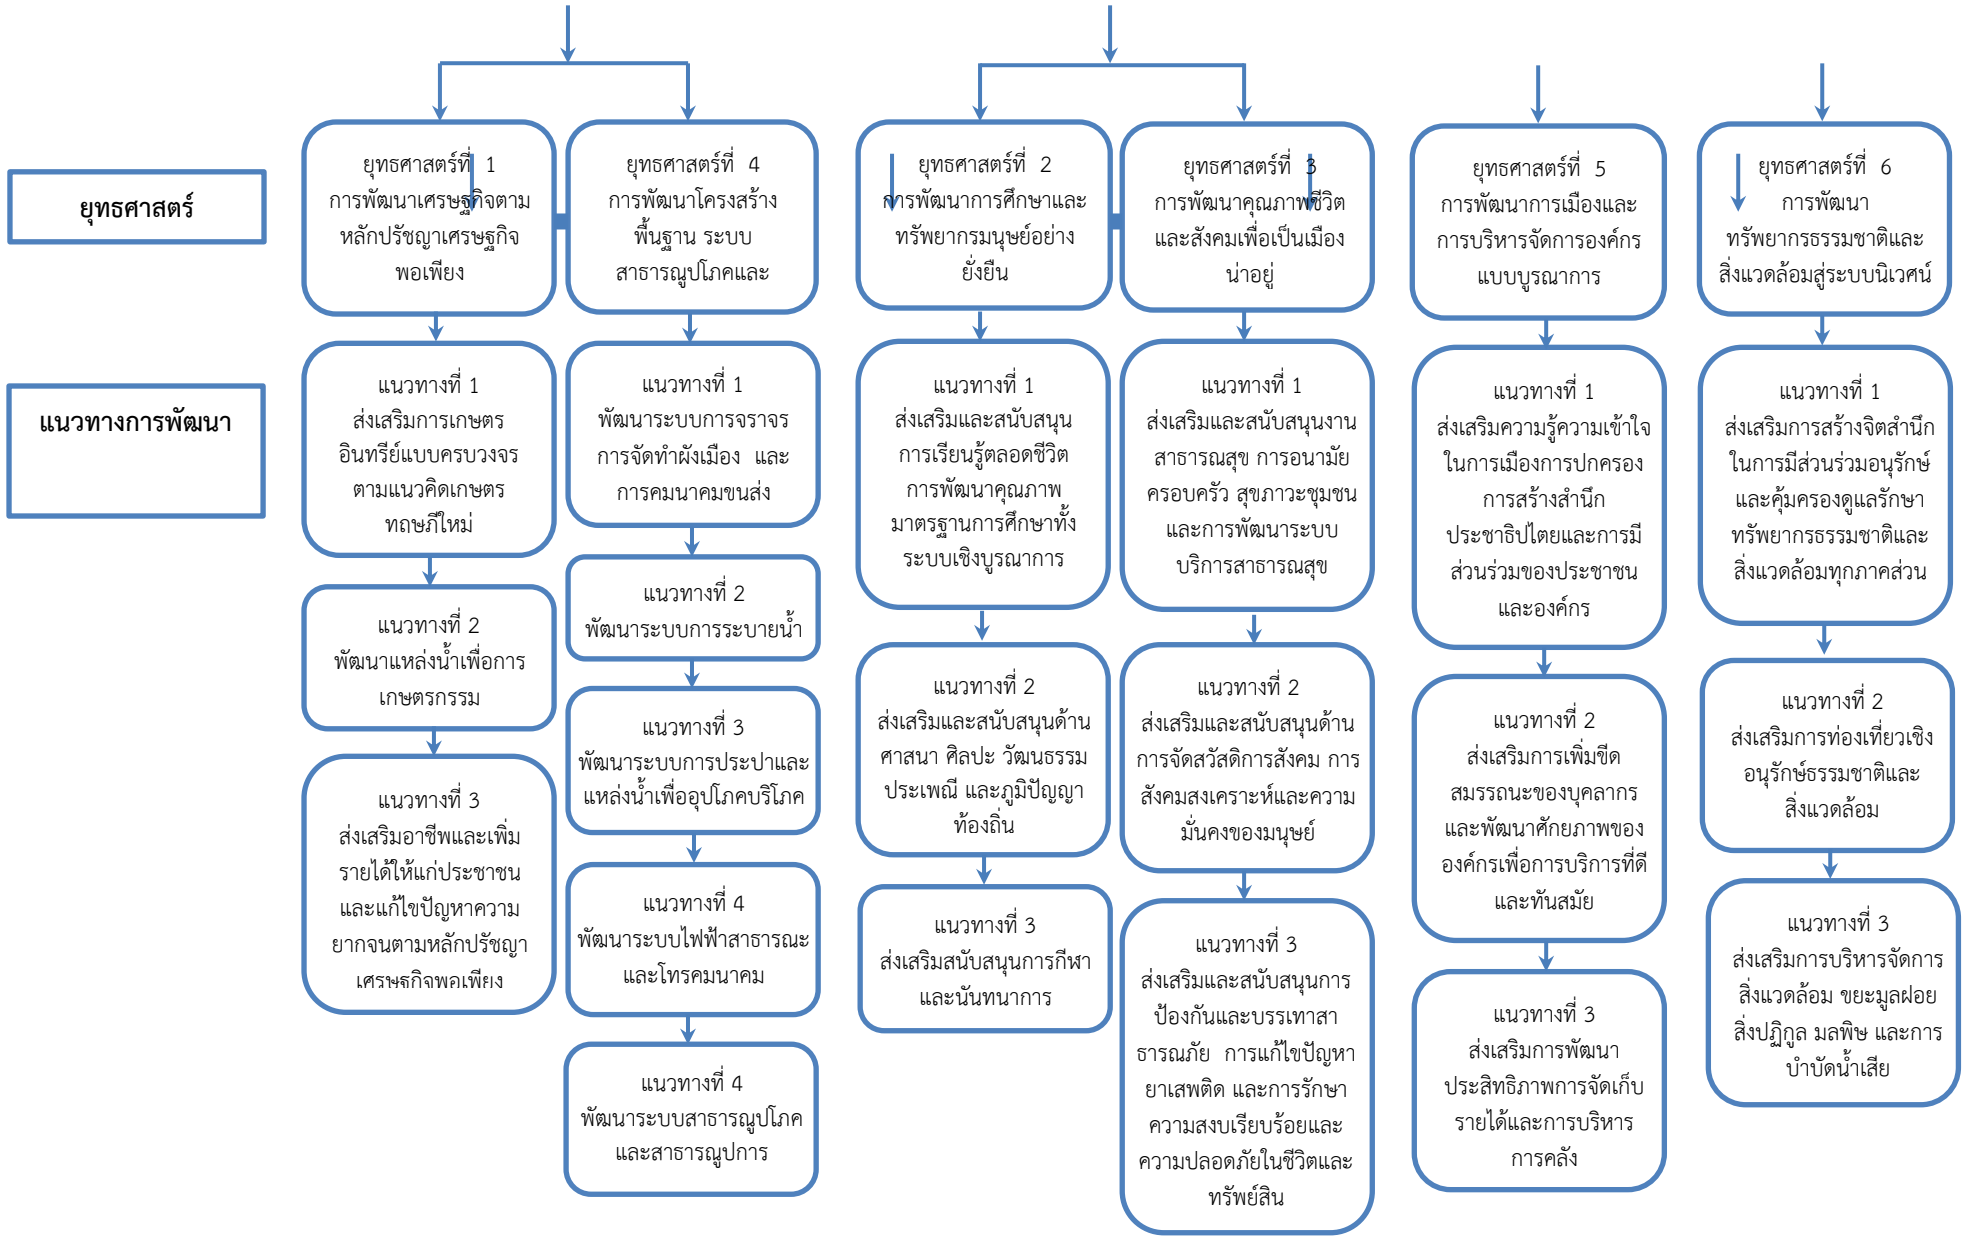 ยุทธศาสตร์
ยุทธศาสตร์ที่ 1
การพัฒนาเศรษฐกิจตาม
หลักปรัชญาเศรษฐกิจ
พอเพียง
ยุทธศาสตร์ที่ 4
การพัฒนาโครงสร้าง
พื้นฐาน ระบบ
สาธารณูปโภคและ
ยุทธศาสตร์ที่ 2
การพัฒนาการศึกษาและ
ทรัพยากรมนุษย์อย่าง
ยั่งยืน
ยุทธศาสตร์ที่ 3
การพัฒนาคุณภาพชีวิต
และสังคมเพื่อเป็นเมือง
น่าอยู่
ยุทธศาสตร์ที่ 5
การพัฒนาการเมืองและ
การบริหารจัดการองค์กร
แบบบูรณาการ
ยุทธศาสตร์ที่ 6
การพัฒนา
ทรัพยากรธรรมชาติและ
สิ่งแวดล้อมสู่ระบบนิเวศน์
แนวทางการพัฒนา
แนวทางที่ 1
ส่งเสริมการเกษตร
อินทรีย์แบบครบวงจร
ตามแนวคิดเกษตร
ทฤษภีใหม่
แนวทางที่ 2
พัฒนาแหล่งน้ำเพื่อการ
เกษตรกรรม
แนวทางที่ 3
ส่งเสริมอาชีพและเพิ่ม
รายได้ให้แก่ประชาชน
และแก้ไขปัญหาความ
ยากจนตามหลักปรัชญา
เศรษฐกิจพอเพียง
แนวทางที่ 1
พัฒนาระบบการจราจร
การจัดทำผังเมือง และ
การคมนาคมขนส่ง
แนวทางที่ 2
พัฒนาระบบการระบายน้ำ
แนวทางที่ 3
พัฒนาระบบการประปาและ
แหล่งน้ำเพื่ออุปโภคบริโภค
แนวทางที่ 4
พัฒนาระบบไฟฟ้าสาธารณะ
และโทรคมนาคม
แนวทางที่ 4
พัฒนาระบบสาธารณูปโภค
และสาธารณูปการ
แนวทางที่ 1
ส่งเสริมและสนับสนุน
การเรียนรู้ตลอดชีวิต
การพัฒนาคุณภาพ
มาตรฐานการศึกษาทั้ง
ระบบเชิงบูรณาการ
แนวทางที่ 2
ส่งเสริมและสนับสนุนด้าน
ศาสนา ศิลปะ วัฒนธรรม
ประเพณี และภูมิปัญญา
ท้องถิ่น
แนวทางที่ 3
ส่งเสริมสนับสนุนการกีฬา
และนันทนาการ
แนวทางที่ 1
ส่งเสริมและสนับสนุนงาน
สาธารณสุข การอนามัย
ครอบครัว สุขภาวะชุมชน
และการพัฒนาระบบ
บริการสาธารณสุข
แนวทางที่ 2
ส่งเสริมและสนับสนุนด้าน
การจัดสวัสดิการสังคม การ
สังคมสงเคราะห์และความ
มั่นคงของมนุษย์
แนวทางที่ 3
ส่งเสริมและสนับสนุนการ
ป้องกันและบรรเทาสา
ธารณภัย การแก้ไขปัญหา
ยาเสพติด และการรักษา
ความสงบเรียบร้อยและ
ความปลอดภัยในชีวิตและ
ทรัพย์สิน
แนวทางที่ 1
ส่งเสริมความรู้ความเข้าใจ
ในการเมืองการปกครอง
การสร้างสำนึก
ประชาธิปไตยและการมี
ส่วนร่วมของประชาชน
และองค์กร
แนวทางที่ 2
ส่งเสริมการเพิ่มขีด
สมรรถนะของบุคลากร
และพัฒนาศักยภาพของ
องค์กรเพื่อการบริการที่ดี
และทันสมัย
แนวทางที่ 3
ส่งเสริมการพัฒนา
ประสิทธิภาพการจัดเก็บ
รายได้และการบริหาร
การคลัง
แนวทางที่ 1
ส่งเสริมการสร้างจิตสำนึก
ในการมีส่วนร่วมอนุรักษ์
และคุ้มครองดูแลรักษา
ทรัพยากรธรรมชาติและ
สิ่งแวดล้อมทุกภาคส่วน
แนวทางที่ 2
ส่งเสริมการท่องเที่ยวเชิง
อนุรักษ์ธรรมชาติและ
สิ่งแวดล้อม
แนวทางที่ 3
ส่งเสริมการบริหารจัดการ
สิ่งแวดล้อม ขยะมูลฝอย
สิ่งปฏิกูล มลพิษ และการ
บำบัดน้ำเสีย